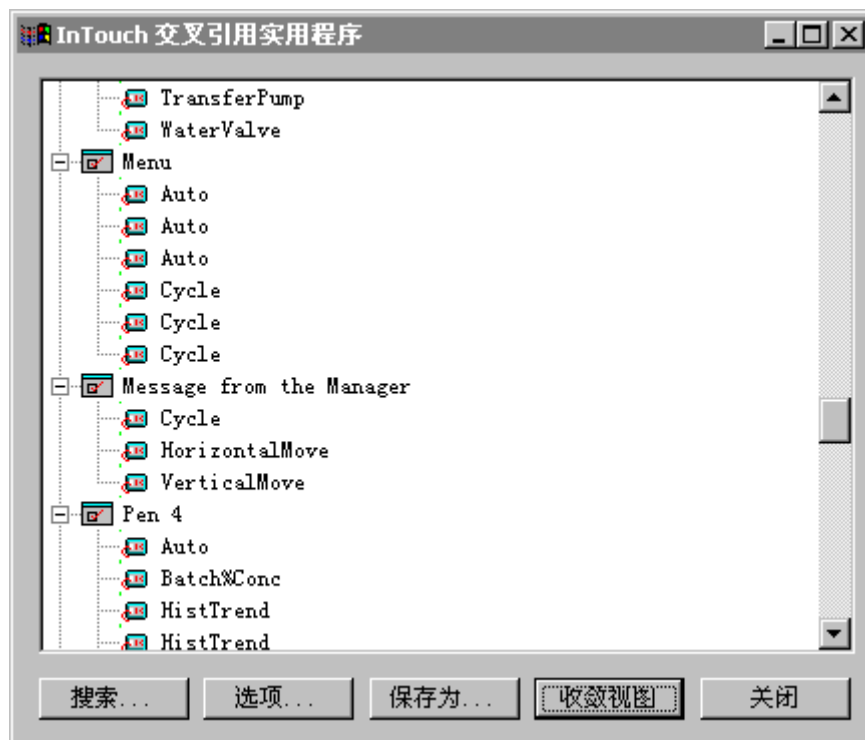 InTouch 交叉引用实用程序
TransferPump
WaterValve
Menu
Auto
Auto
Auto
Cycle
Cycle
Cycle
Message from the Manager
Cycle
HorizontalMove
VerticalMove
Pen 4
Auto
Batch%Conc
HistTrend
HistTrend
搜索... 选项... 保存为... 收敛视图 关闭